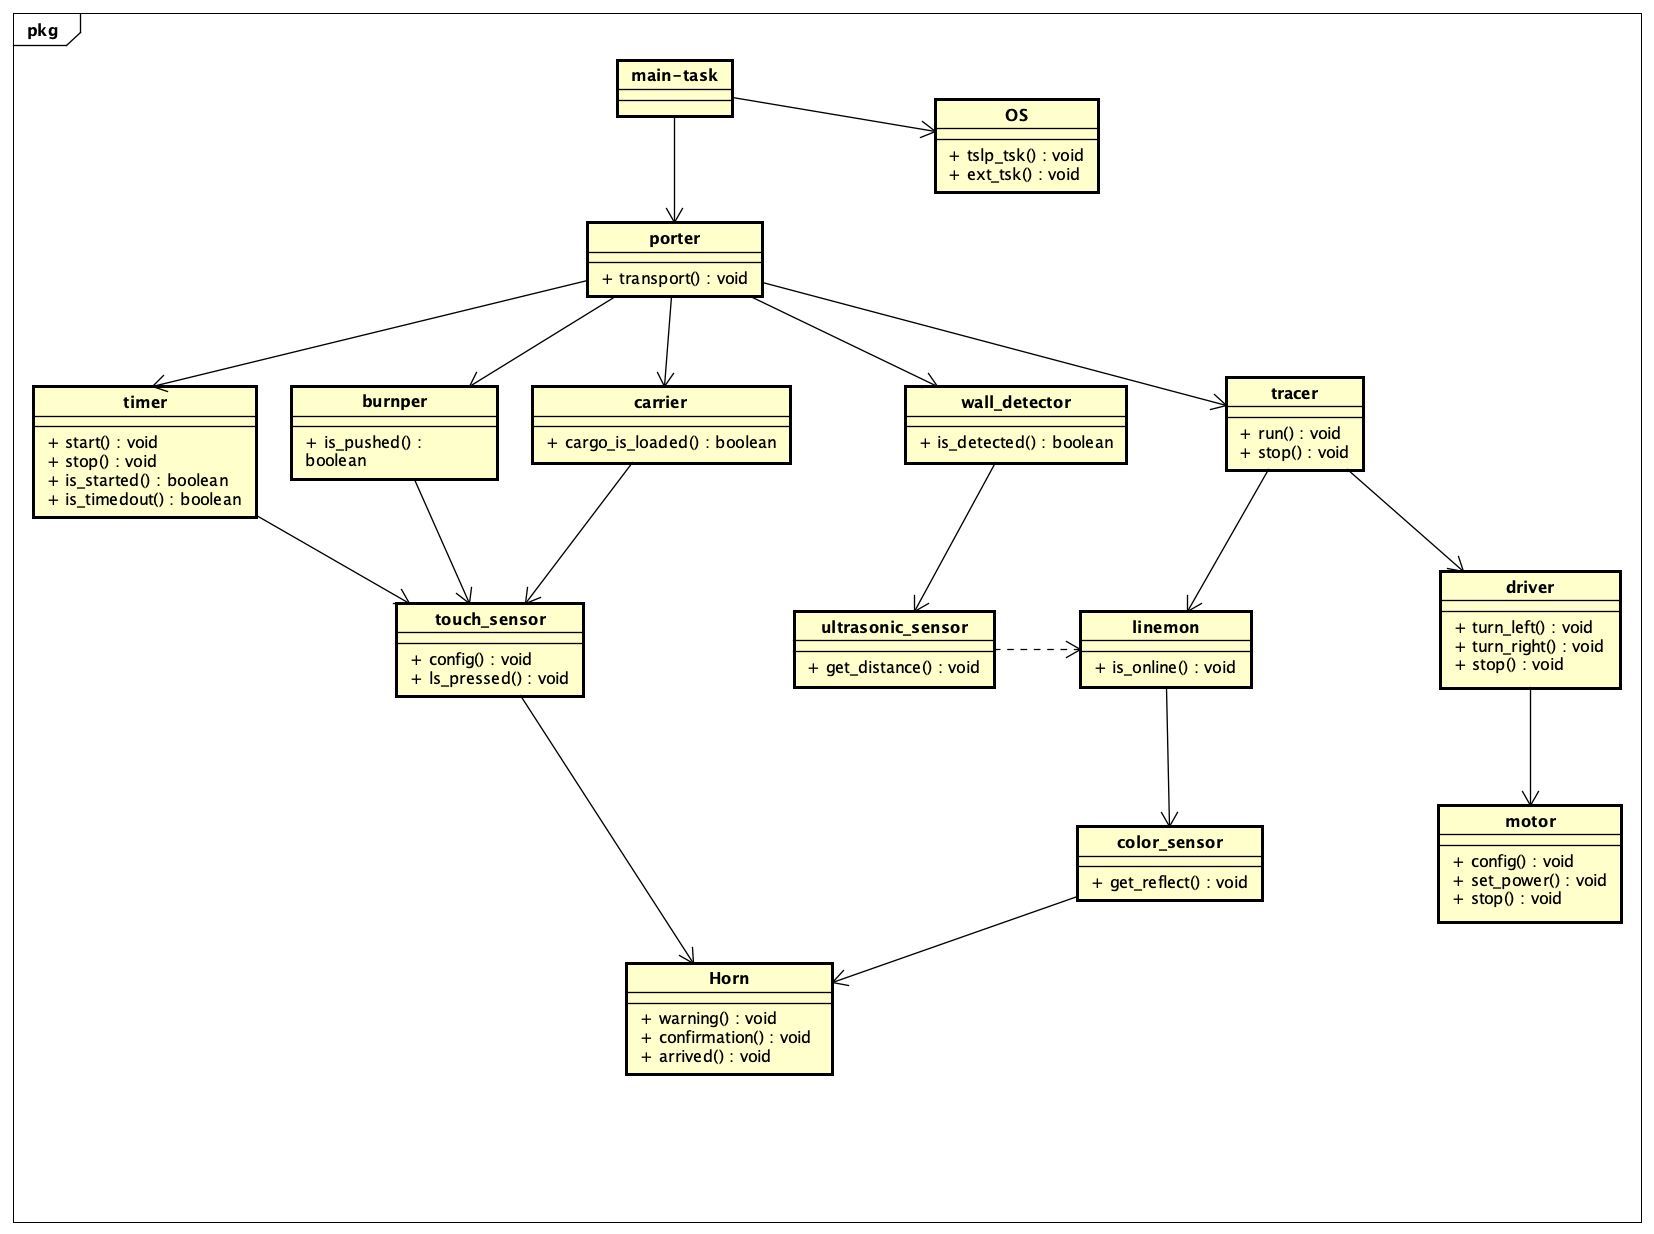 pkg
main-task
OS
+ tslp_tsk() : void
+ ext_tsk() : void
porter
+ transport() : void
timer
+ start() : void
+ stop() : void
+ is_started() : boolean
+ is_timedout() : boolean
burnper
+ is_pushed() :
boolean
carrier
+ cargo_is_loaded() : boolean
wall_detector
+ is_detected() : boolean
tracer
+ run() : void
+ stop() : void
touch_sensor
+ config() : void
+ ls_pressed() : void
ultrasonic_sensor
+ get_distance() : void
linemon
+ is_online() : void
driver
+ turn_left() : void
+ turn_right() : void
+ stop() : void
color_sensor
+ get_reflect() : void
motor
+ config() : void
+ set_power() : void
+ stop() : void
Horn
+ warning() : void
+ confirmation() : void
+ arrived() : void